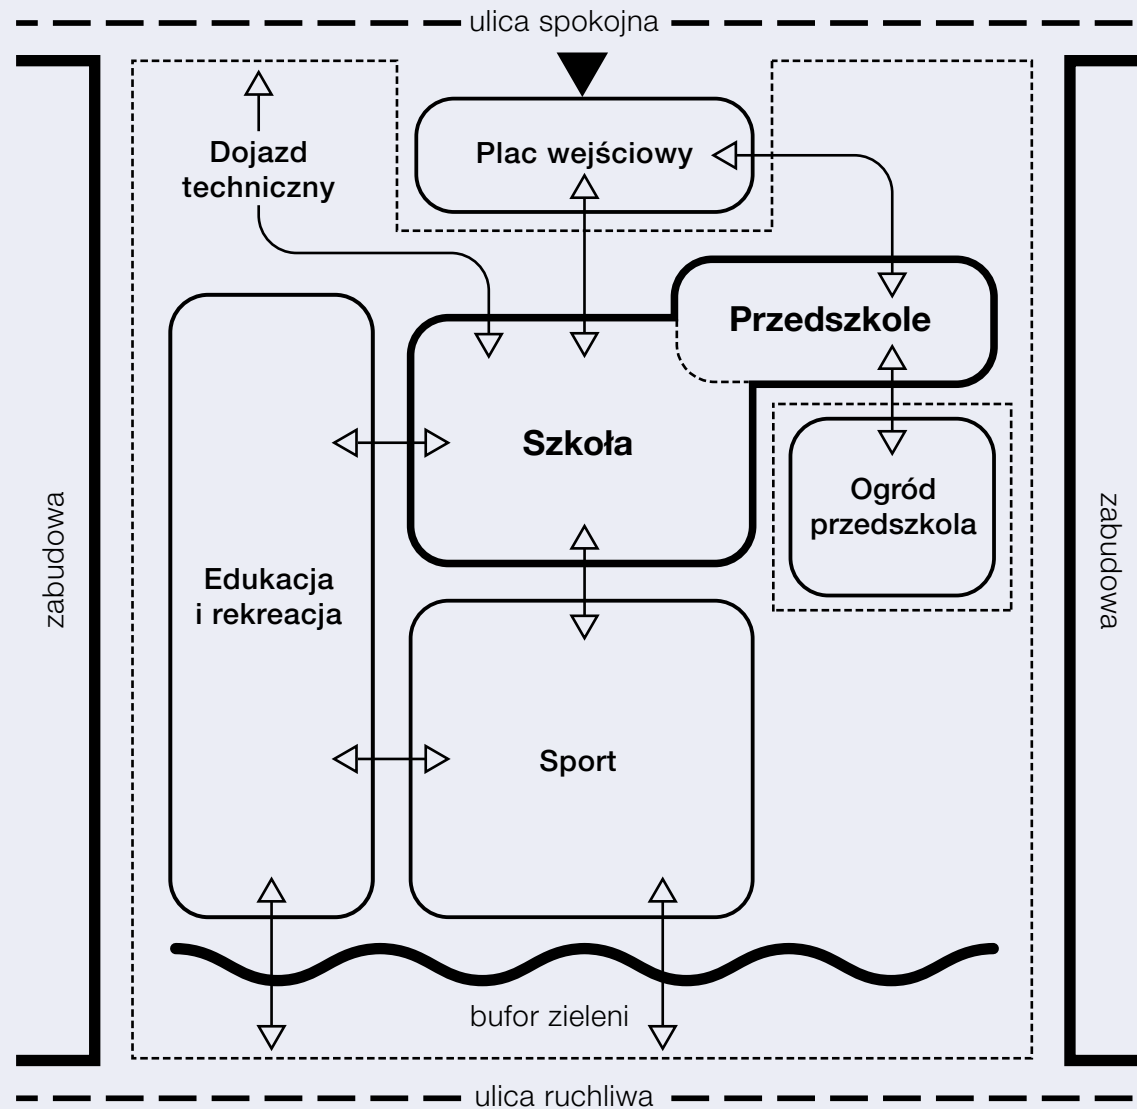 ulica spokojna
Dojazd
techniczny
Plac wejściowy
Przedszkole
Szkoła
Ogród
przedszkola
zabudowa
zabudowa
Edukacja
i rekreacja
Sport
bufor zieleni
ulica ruchliwa